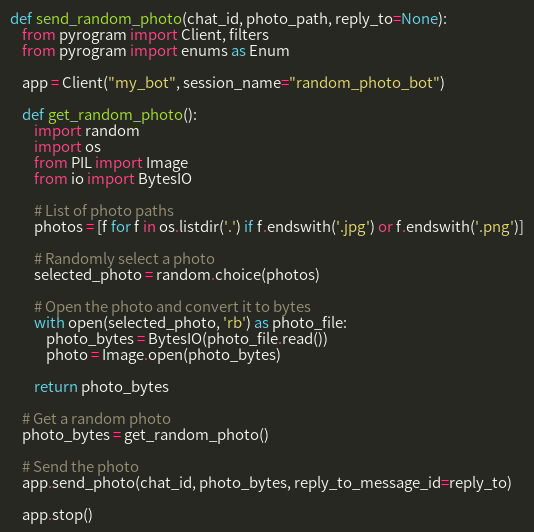 def send_random_photo(chat_id, photo_path, reply_to=None):
    from pyrogram import Client, filters
    from pyrogram import enums as Enum

    app = Client("my_bot", session_name="random_photo_bot")

    def get_random_photo():
        import random
        import os
        from PIL import Image
        from io import BytesIO

        # List of photo paths
        photos = [f for f in os.listdir('.') if f.endswith('.jpg') or f.endswith('.png')]

        # Randomly select a photo
        selected_photo = random.choice(photos)

        # Open the photo and convert it to bytes
        with open(selected_photo, 'rb') as photo_file:
            photo_bytes = BytesIO(photo_file.read())
            photo = Image.open(photo_bytes)

        return photo_bytes

    # Get a random photo
    photo_bytes = get_random_photo()

    # Send the photo
    app.send_photo(chat_id, photo_bytes, reply_to_message_id=reply_to)

    app.stop()